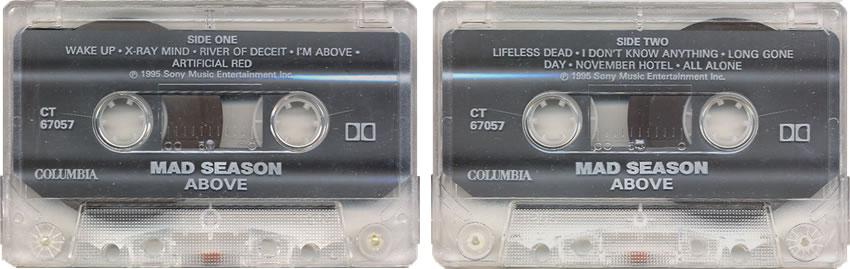 SIDE ONE
WAKE UP • X-RAY MIND • RIVER OF DECEIT • I'M ABOVE •
ARTIFICIAL RED
℗ 1995 Sony Music Entertainment Inc.
CT
67057
COLUMBIA
MAD SEASON
ABOVE
SIDE TWO
LIFELESS DEAD • I DON'T KNOW ANYTHING • LONG GONE
DAY • NOVEMBER HOTEL • ALL ALONE
℗ 1995 Sony Music Entertainment Inc.
CT
67057
COLUMBIA
MAD SEASON
ABOVE